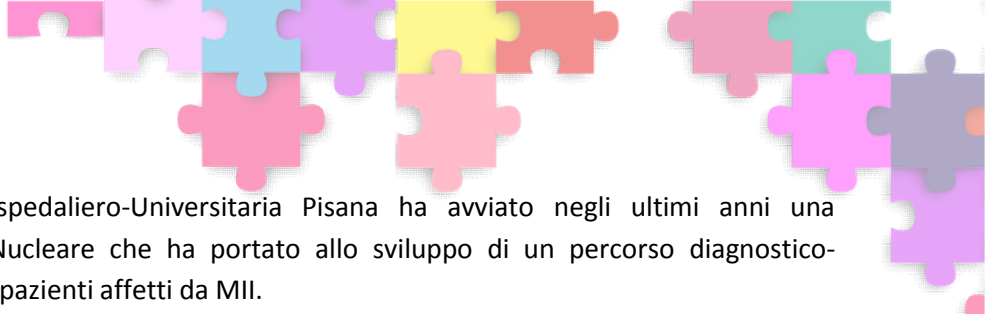 spedaliero-Universitaria Pisana ha avviato negli ultimi anni una
Nucleare che ha portato allo sviluppo di un percorso diagnostico-
pazienti affetti da MII.